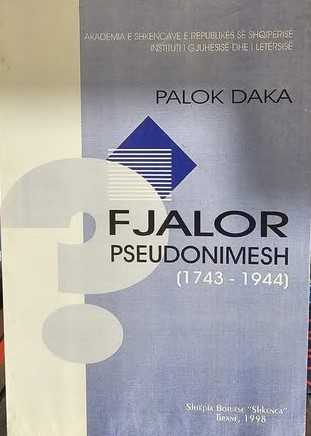 AKADEMIA E SHKENCAVE E REPUBLIKËS SË SHQIPËRISË
INSTITUTI I GJUHËSISË DHE I LETËRSISË
PALOK DAKA
?
FJALOR
PSEUDONIMESH
(1743 - 1944)
Shtëpia Botuese "Shkenca"
Tiranë, 1998